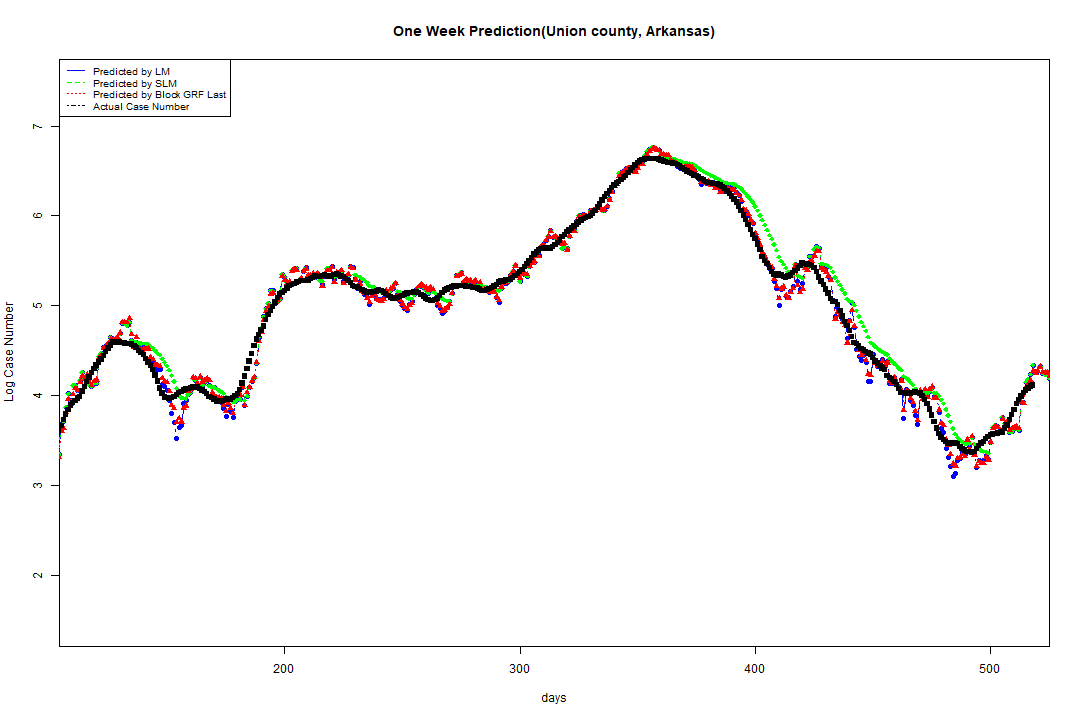 One Week Prediction(Union county, Arkansas)
Predicted by LM
Predicted by SLM
Predicted by Block GRF Last
Actual Case Number
7
6
5
4
3
2
Log Case Number
200
300
400
500
days